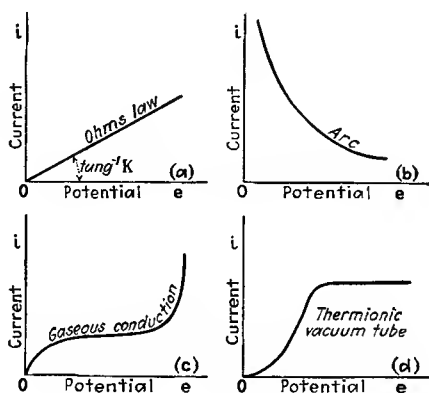 i
Current
Ohms law
tang⁻¹K
(a)
0
Potential
e
i
Current
Arc
(b)
0
Potential
e
i
Current
Gaseous conduction
(c)
0
Potential
e
i
Current
Thermionic
vacuum tube
(d)
0
Potential
e